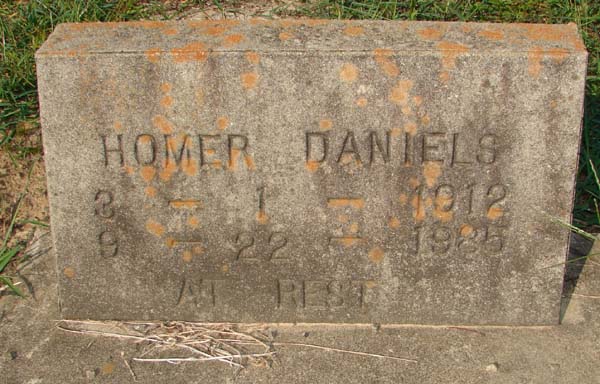 HOMER DANIELS
3 — 1 — 1912
9 — 22 — 1985
AT REST